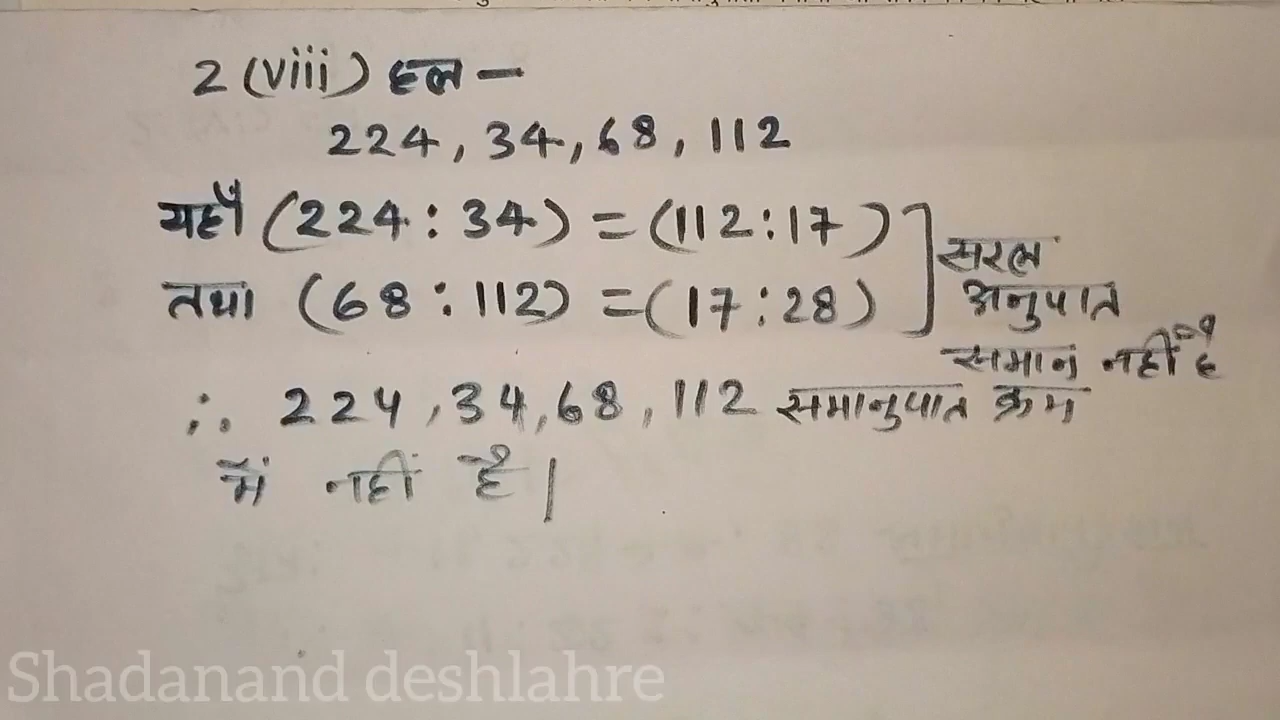 2 (viii) हल —
224, 34, 68, 112
यहाँ (224 : 34) = (112:17)
तथा (68 : 112) = (17 : 28)
सरल
अनुपात
समान नहीं है
∴ 224, 34, 68, 112 समानुपात क्रम
में नहीं है |
Shadanand deshlahre